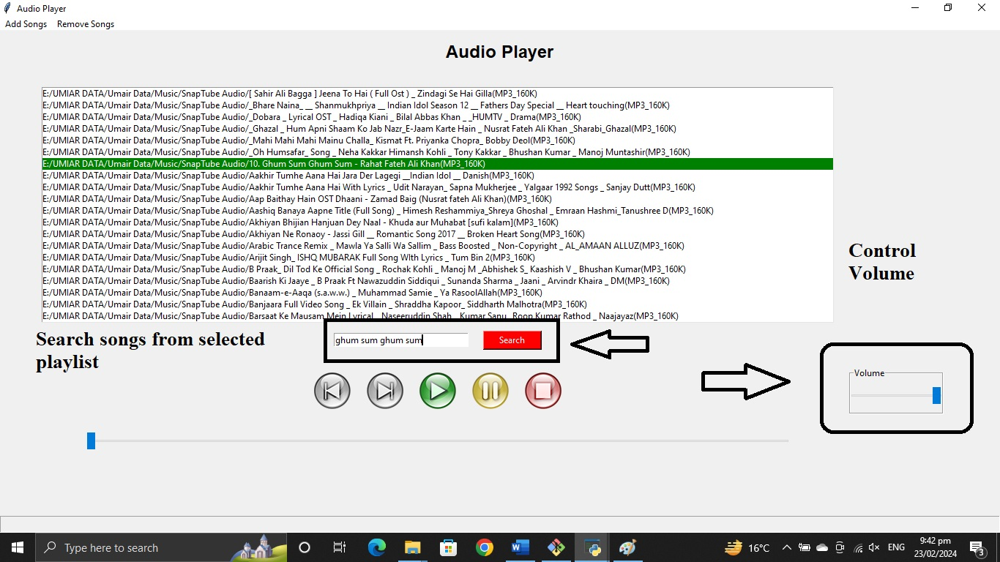 Audio Player
Add Songs Remove Songs
Audio Player
E:/UMIAR DATA/Umair Data/Music/SnapTube Audio/[ Sahir Ali Bagga ] Jeena To Hai ( Full Ost ) _ Zindagi Se Hai Gilla(MP3_160K)
E:/UMIAR DATA/Umair Data/Music/SnapTube Audio/_Bhare Naina_ __ Shanmukhpriya __ Indian Idol Season 12 __ Fathers Day Special __ Heart touching(MP3_160K)
E:/UMIAR DATA/Umair Data/Music/SnapTube Audio/_Dobara _ Lyrical OST _ Hadiqa Kiani _ Bilal Abbas Khan _ _HUMTV _ Drama(MP3_160K)
E:/UMIAR DATA/Umair Data/Music/SnapTube Audio/_Ghazal _ Hum Apni Shaam Ko Jab Nazr_E-Jaam Karte Hain _ Nusrat Fateh Ali Khan _Sharabi_Ghazal(MP3_160K)
E:/UMIAR DATA/Umair Data/Music/SnapTube Audio/_Mahi Mahi Mahi Mainu Challa_ Kismat Ft. Priyanka Chopra_ Bobby Deol(MP3_160K)
E:/UMIAR DATA/Umair Data/Music/SnapTube Audio/_Oh Humsafar_ Song _ Neha Kakkar Himansh Kohli _ Tony Kakkar _ Bhushan Kumar _ Manoj Muntashir(MP3_160K)
E:/UMIAR DATA/Umair Data/Music/SnapTube Audio/10. Ghum Sum Ghum Sum - Rahat Fateh Ali Khan(MP3_160K)
E:/UMIAR DATA/Umair Data/Music/SnapTube Audio/Aakhir Tumhe Aana Hai Jara Der Lagegi __Indian Idol __ Danish(MP3_160K)
E:/UMIAR DATA/Umair Data/Music/SnapTube Audio/Aakhir Tumhe Aana Hai With Lyrics _ Udit Narayan_ Sapna Mukherjee _ Yalgaar 1992 Songs _ Sanjay Dutt(MP3_160K)
E:/UMIAR DATA/Umair Data/Music/SnapTube Audio/Aap Baithay Hain OST Dhaani - Zamad Baig (Nusrat fateh Ali Khan)(MP3_160K)
E:/UMIAR DATA/Umair Data/Music/SnapTube Audio/Aashiq Banaya Aapne Title (Full Song) _ Himesh Reshammiya_Shreya Ghoshal _ Emraan Hashmi_Tanushree D(MP3_160K)
E:/UMIAR DATA/Umair Data/Music/SnapTube Audio/Akhiyan Bhijian Hanjuan Dey Naal - Khuda aur Muhabat [sufi kalam](MP3_160K)
E:/UMIAR DATA/Umair Data/Music/SnapTube Audio/Akhiyan Ne Ronaoy - Jassi Gill __ Romantic Song 2017 __ Broken Heart Song(MP3_160K)
E:/UMIAR DATA/Umair Data/Music/SnapTube Audio/Arabic Trance Remix _ Mawla Ya Salli Wa Sallim _ Bass Boosted _ Non-Copyright _ AL_AMAAN ALLUZ(MP3_160K)
E:/UMIAR DATA/Umair Data/Music/SnapTube Audio/Arijit Singh_ ISHQ MUBARAK Full Song WIth Lyrics _ Tum Bin 2(MP3_160K)
E:/UMIAR DATA/Umair Data/Music/SnapTube Audio/B Praak_ Dil Tod Ke Official Song _ Rochak Kohli _ Manoj M _Abhishek S_ Kaashish V _ Bhushan Kumar(MP3_160K)
E:/UMIAR DATA/Umair Data/Music/SnapTube Audio/Baarish Ki Jaaye _ B Praak Ft Nawazuddin Siddiqui _ Sunanda Sharma _ Jaani _ Arvindr Khaira _ DM(MP3_160K)
E:/UMIAR DATA/Umair Data/Music/SnapTube Audio/Banaam-e-Aaqa (s.a.w.w.) _ Muhammad Samie _ Ya RasoolAllah(MP3_160K)
E:/UMIAR DATA/Umair Data/Music/SnapTube Audio/Banjaara Full Video Song _ Ek Villain _ Shraddha Kapoor_ Siddharth Malhotra(MP3_160K)
E:/UMIAR DATA/Umair Data/Music/SnapTube Audio/Barsaat Ke Mausam Mein Lyrical _ Naseeruddin Shah_ Kumar Sanu_ Roop Kumar Rathod _ Naajayaz(MP3_160K)
Control
Volume
Search songs from selected
playlist
ghum sum ghum sum
Search
Volume
Type here to search
16°C
ENG
9:42 pm
23/02/2024
3